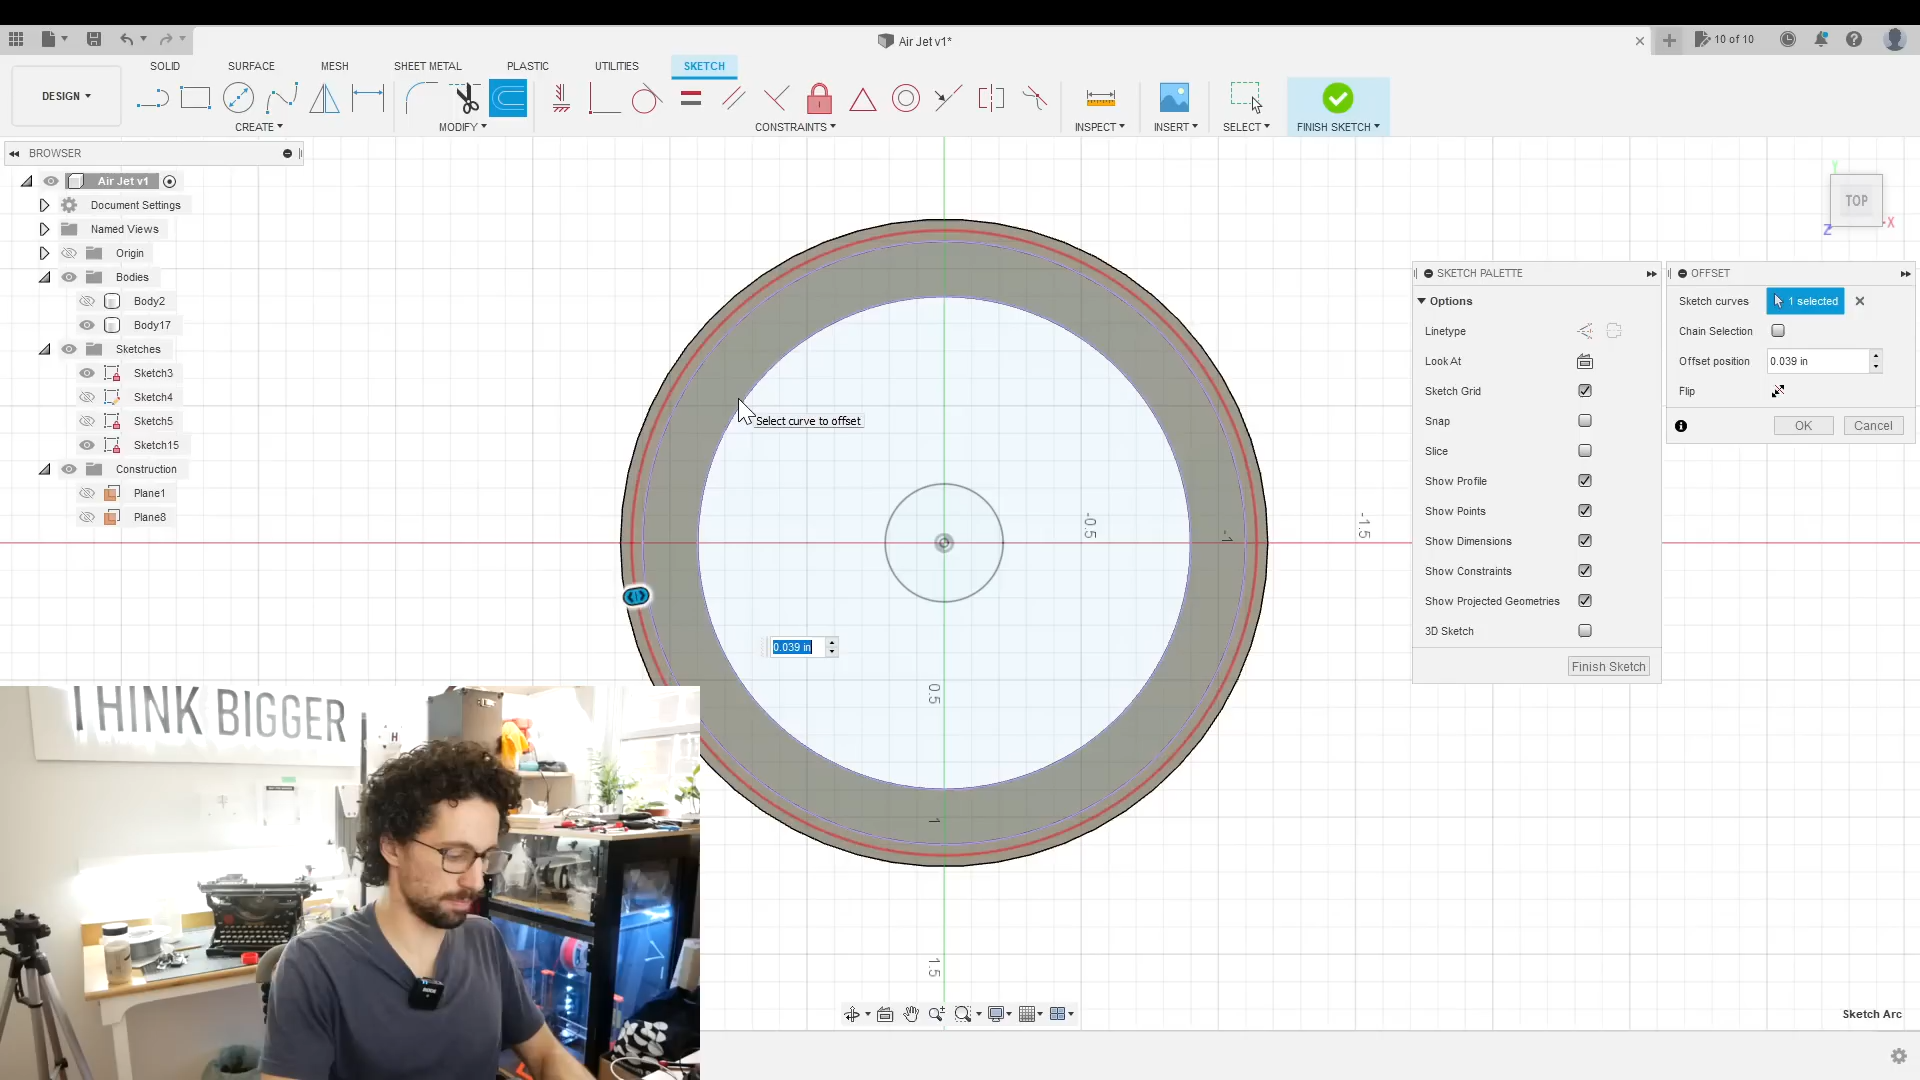 Air Jet v1*
10 of 10
DESIGN
SOLID
SURFACE
MESH
SHEET METAL
PLASTIC
UTILITIES
SKETCH
CREATE
MODIFY
CONSTRAINTS
INSPECT
INSERT
SELECT
FINISH SKETCH
BROWSER
Air Jet v1
Document Settings
Named Views
Origin
Bodies
Body2
Body17
Sketches
Sketch3
Sketch4
Sketch5
Sketch15
Construction
Plane1
Plane8
Select curve to offset
0.039 in
-0.5
-1
-1.5
0.5
1
1.5
TOP
Y
Z
-X
SKETCH PALETTE
Options
Linetype
Look At
Sketch Grid
Snap
Slice
Show Profile
Show Points
Show Dimensions
Show Constraints
Show Projected Geometries
3D Sketch
Finish Sketch
OFFSET
Sketch curves
1 selected
Chain Selection
Offset position
0.039 in
Flip
OK
Cancel
THINK BIGGER
Sketch Arc